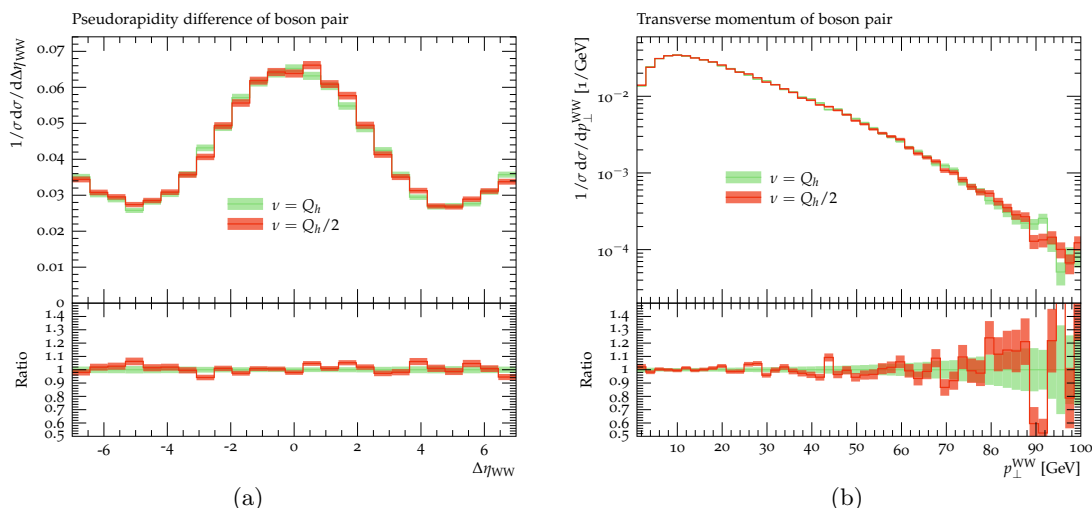 Pseudorapidity difference of boson pair
1/σ dσ/dΔη_WW
0.07
0.06
0.05
0.04
0.03
0.02
0.01
0
ν = Q_h
ν = Q_h/2
Ratio
1.4
1.3
1.2
1.1
1
0.9
0.8
0.7
0.6
0.5
-6 -4 -2 0 2 4 6
Δη_WW
(a)
Transverse momentum of boson pair
1/σ dσ/dp_⊥^WW [1/GeV]
10^−2
10^−3
10^−4
ν = Q_h
ν = Q_h/2
Ratio
1.4
1.3
1.2
1.1
1
0.9
0.8
0.7
0.6
0.5
10 20 30 40 50 60 70 80 90 100
p_⊥^WW [GeV]
(b)